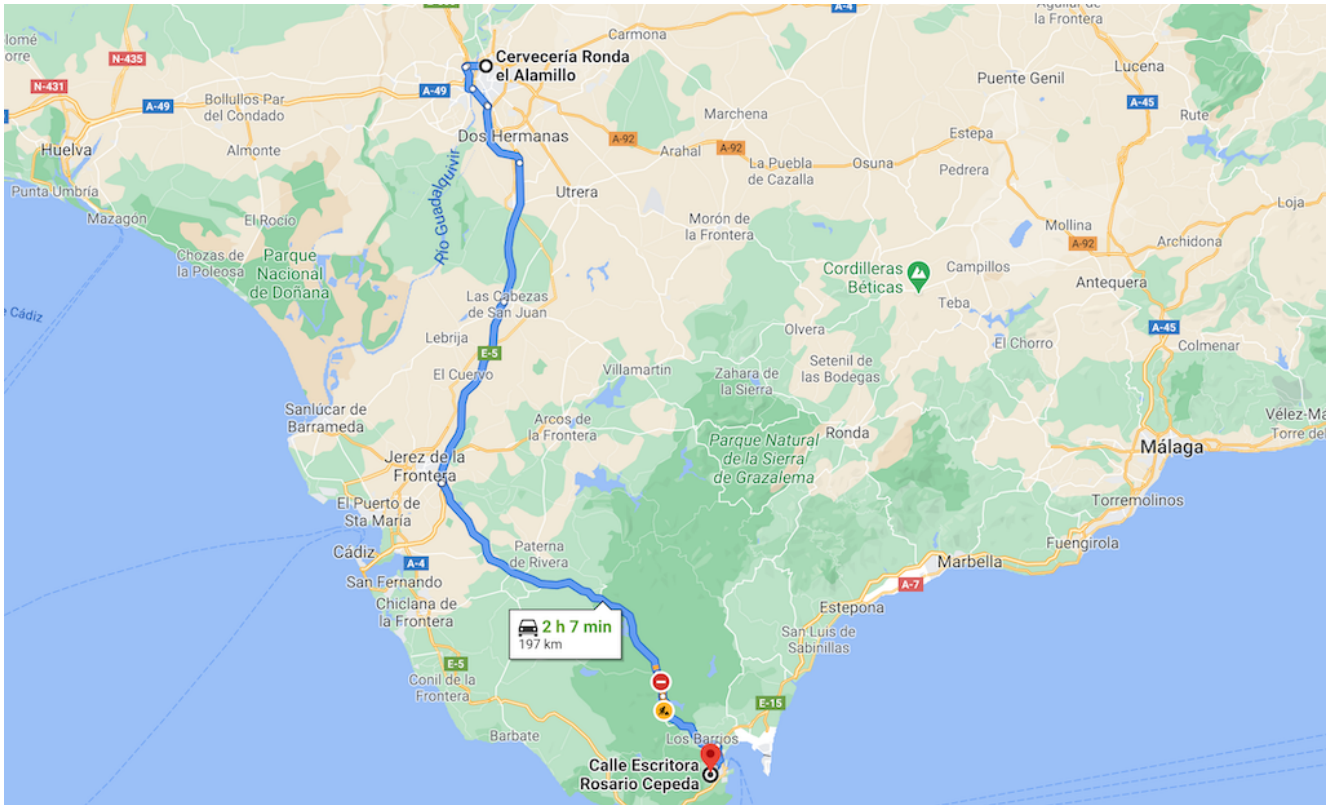 Aguilar de
la Frontera
A-4
Carmona
N-435
Cervecería Ronda
el Alamillo
Lucena
Puente Genil
N-431
A-49
A-49
A-45
Bollullos Par
del Condado
Marchena
Rute
Dos Hermanas
Estepa
A-92
A-92
Huelva
Almonte
Arahal
La Puebla
de Cazalla
Osuna
Pedrera
Punta Umbría
Utrera
Loja
Mazagón
El Rocío
Río Guadalquivir
Morón de
la Frontera
Mollina
A-92
Archidona
Chozas de
la Poleosa
Parque
Nacional
de Doñana
Cordilleras
Béticas
Campillos
Antequera
Teba
Las Cabezas
de San Juan
Cádiz
Lebrija
Olvera
A-45
El Chorro
Colmenar
E-5
El Cuervo
Villamartin
Zahara de
la Sierra
Setenil de
las Bodegas
Sanlúcar de
Barrameda
Arcos de
la Frontera
Vélez-Má
Torre del
Ronda
Parque Natural
de la Sierra
de Grazalema
Málaga
Jerez de la
Frontera
El Puerto de
Sta María
Torremolinos
Cádiz
Paterna
de Rivera
Fuengirola
A-4
Marbella
San Fernando
A-7
Chiclana de
la Frontera
Estepona
2 h 7 min
197 km
San Luis de
Sabinillas
E-5
Conil de la
Frontera
E-15
Barbate
Los Barrios
Calle Escritora
Rosario Cepeda